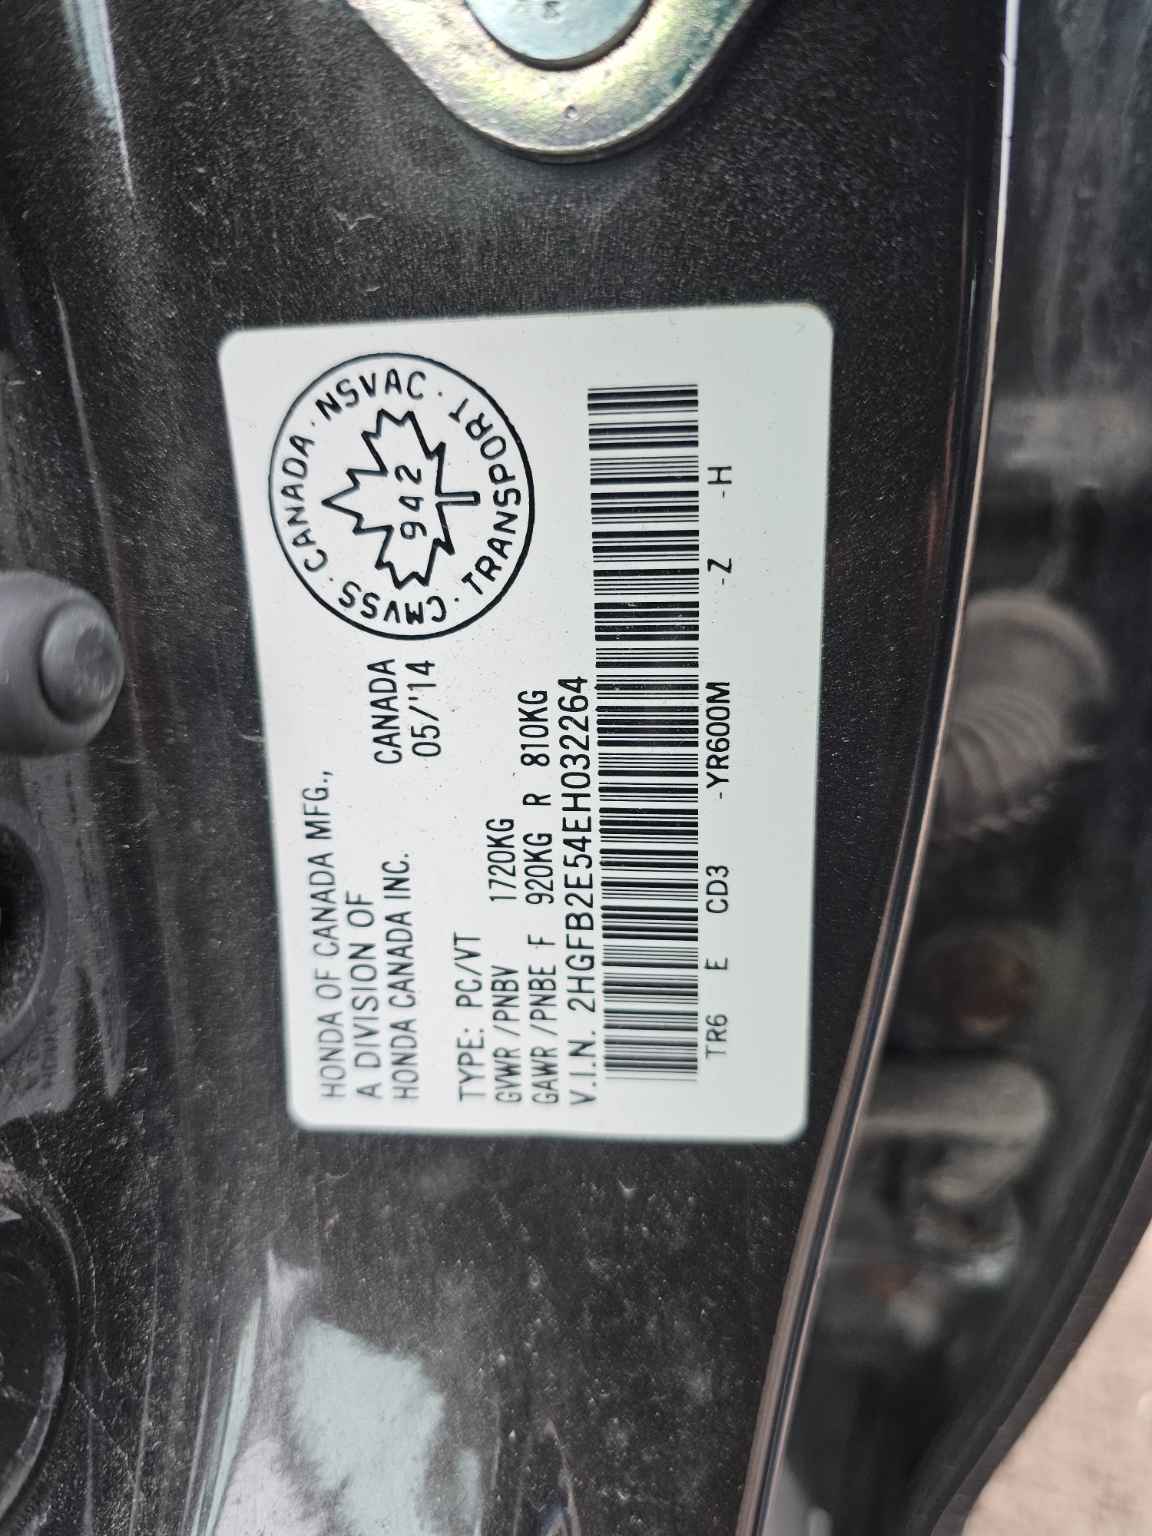 HONDA OF CANADA MFG.,
A DIVISION OF
HONDA CANADA INC.
CANADA
05/'14
CMVSS · CANADA · NSVAC · TRANSPORT ·
942
TYPE: PC/VT
GVWR/PNBV 1720KG
GAWR/PNBE F 920KG R 810KG
V.I.N. 2HGFB2E54EH032264
TR6 E CD3 -YR600M -Z -H